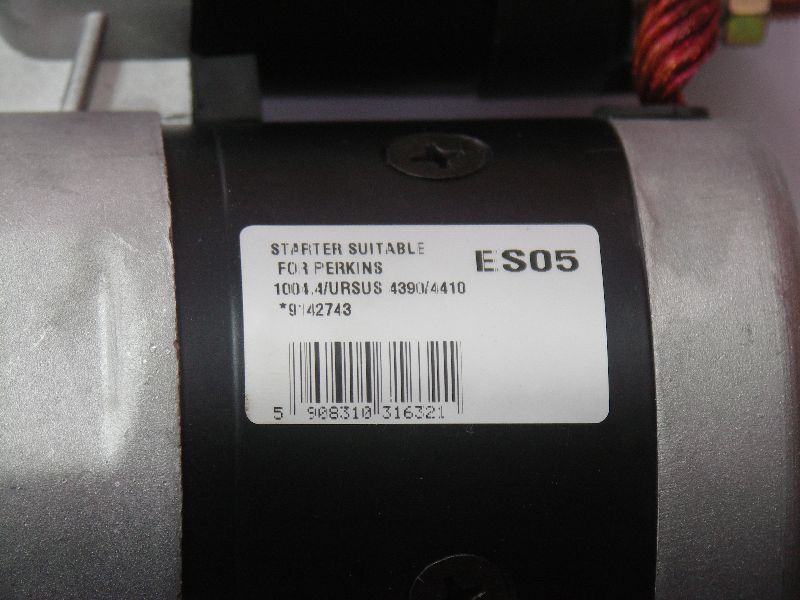 STARTER SUITABLE
FOR PERKINS
ES05
1004.4/URSUS 4390/4410
*9142743
5 908310 316321